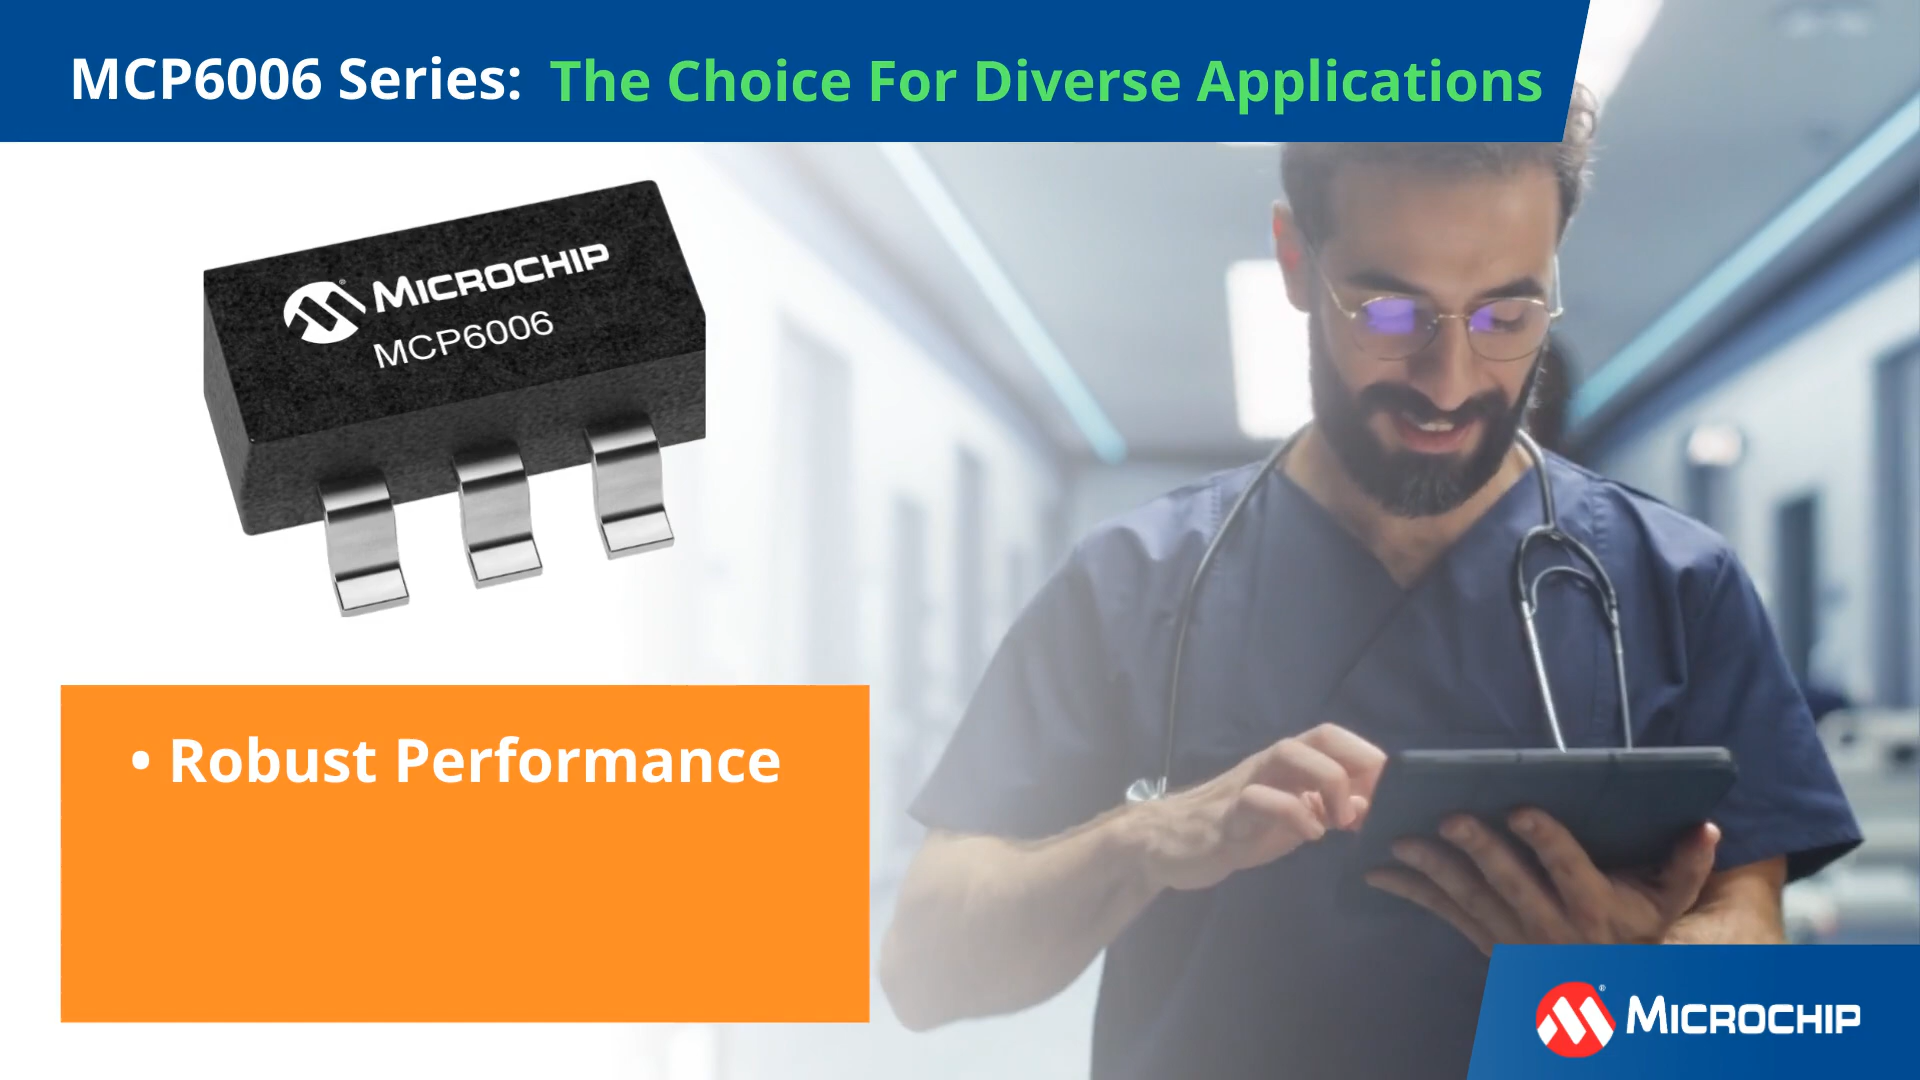 MCP6006 Series: The Choice For Diverse Applications
MICROCHIP
MCP6006
• Robust Performance
MICROCHIP